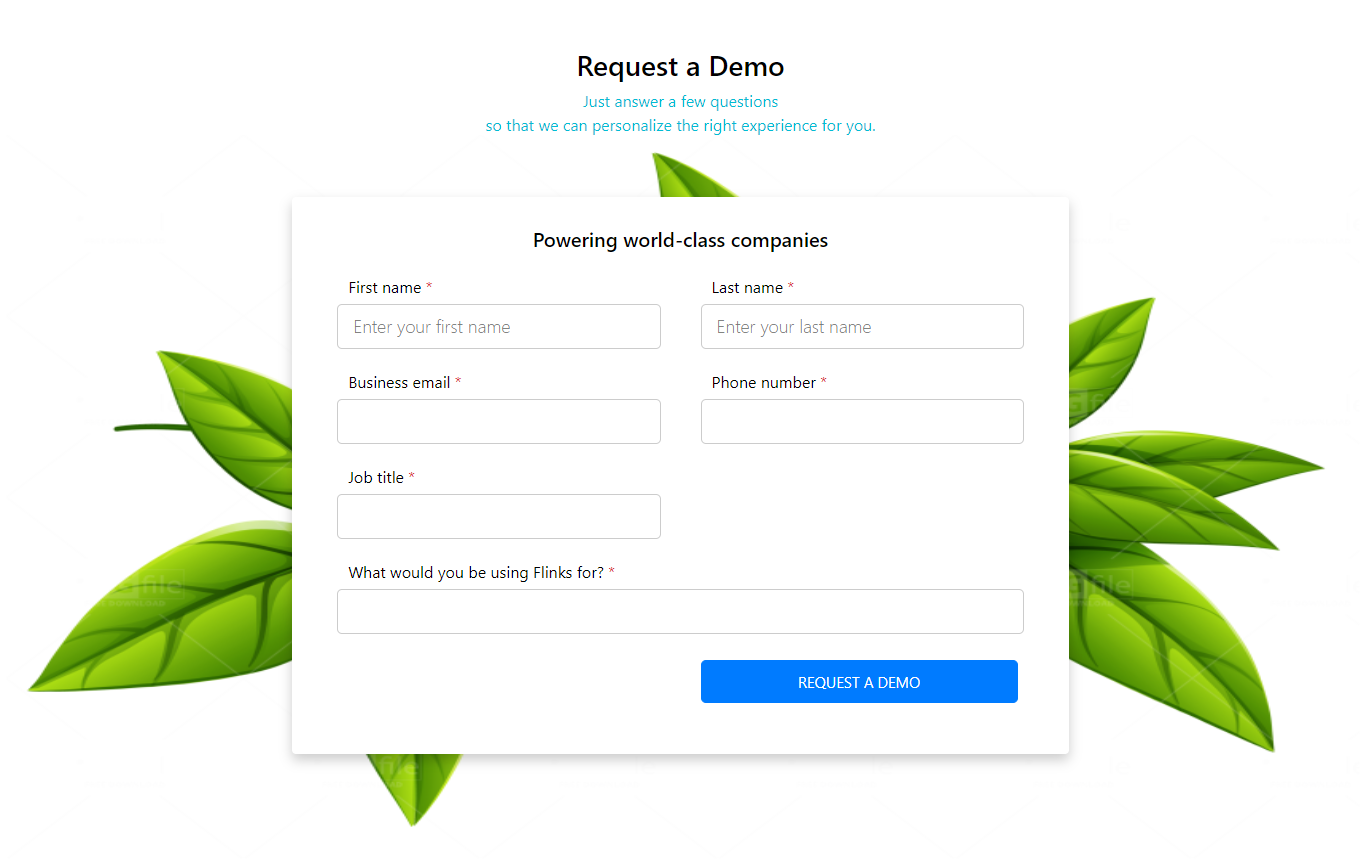 Request a Demo
Just answer a few questions
so that we can personalize the right experience for you.
Powering world-class companies
First name *
Last name *
Enter your first name
Enter your last name
Business email *
Phone number *
Job title *
What would you be using Flinks for? *
REQUEST A DEMO